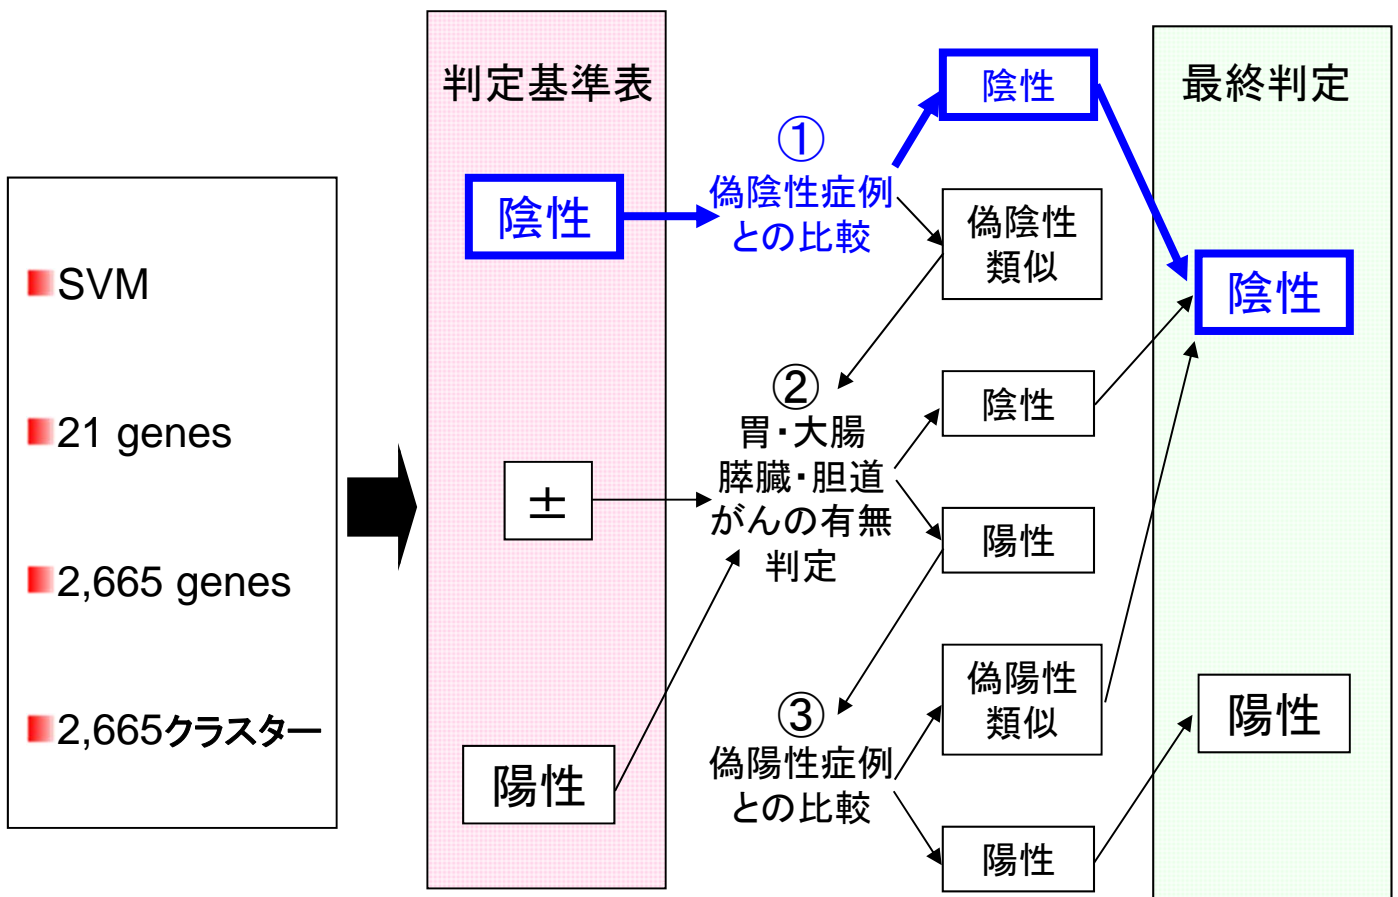 SVM
21 genes
2,665 genes
2,665クラスター
判定基準表
陰性
±
陽性
①
偽陰性症例
との比較
②
胃・大腸
膵臓・胆道
がんの有無
判定
③
偽陽性症例
との比較
陰性
偽陰性
類似
陰性
陽性
偽陽性
類似
陽性
最終判定
陰性
陽性